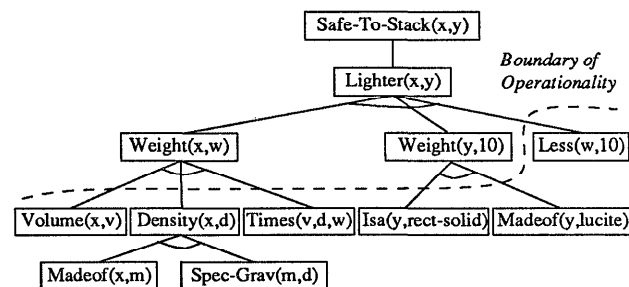 Safe-To-Stack(x,y)
Boundary of
Operationality
Lighter(x,y)
Weight(x,w)
Weight(y,10)
Less(w,10)
Volume(x,v)
Density(x,d)
Times(v,d,w)
Isa(y,rect-solid)
Madeof(y,lucite)
Madeof(x,m)
Spec-Grav(m,d)